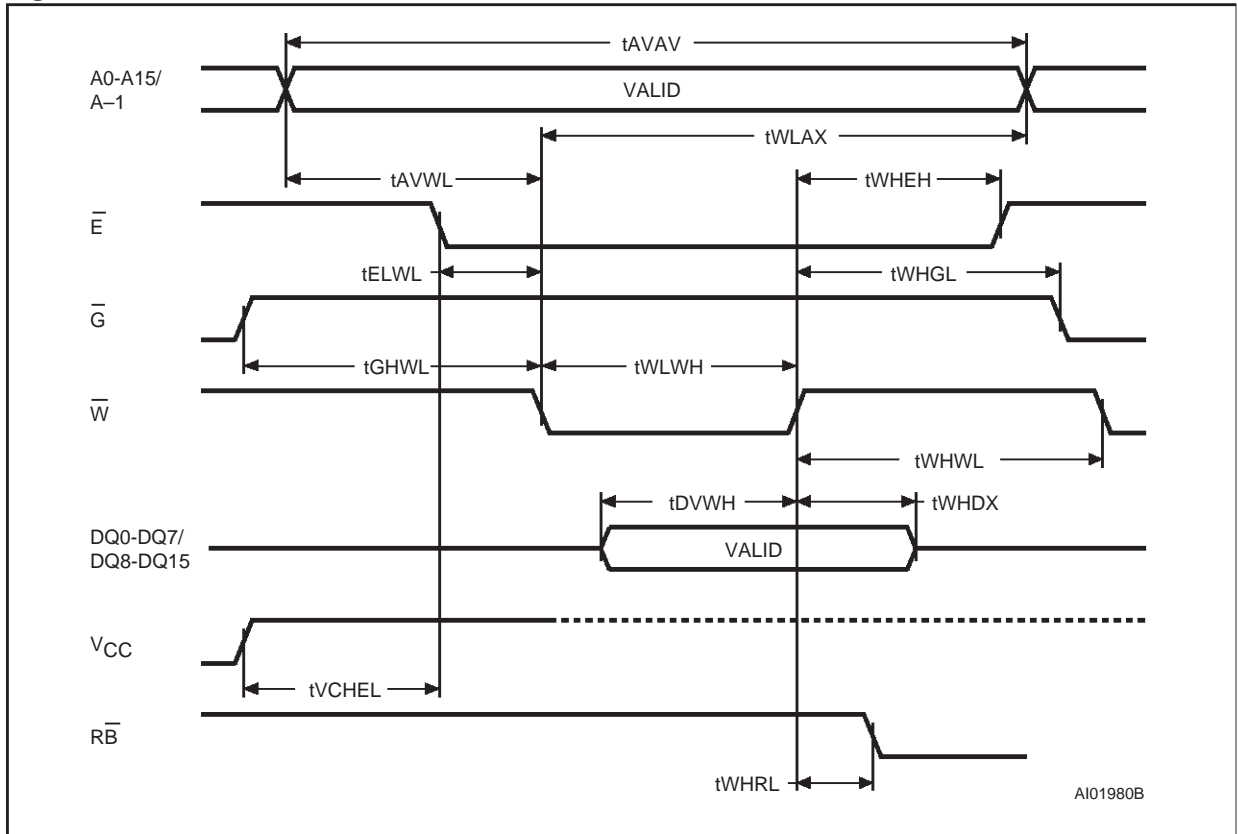 tAVAV
A0-A15/
A–1
VALID
tWLAX
tAVWL
tWHEH
E̅
tELWL
tWHGL
G̅
tGHWL
tWLWH
W̅
tWHWL
tDVWH
tWHDX
DQ0-DQ7/
DQ8-DQ15
VALID
VCC
tVCHEL
RB̅
tWHRL
AI01980B